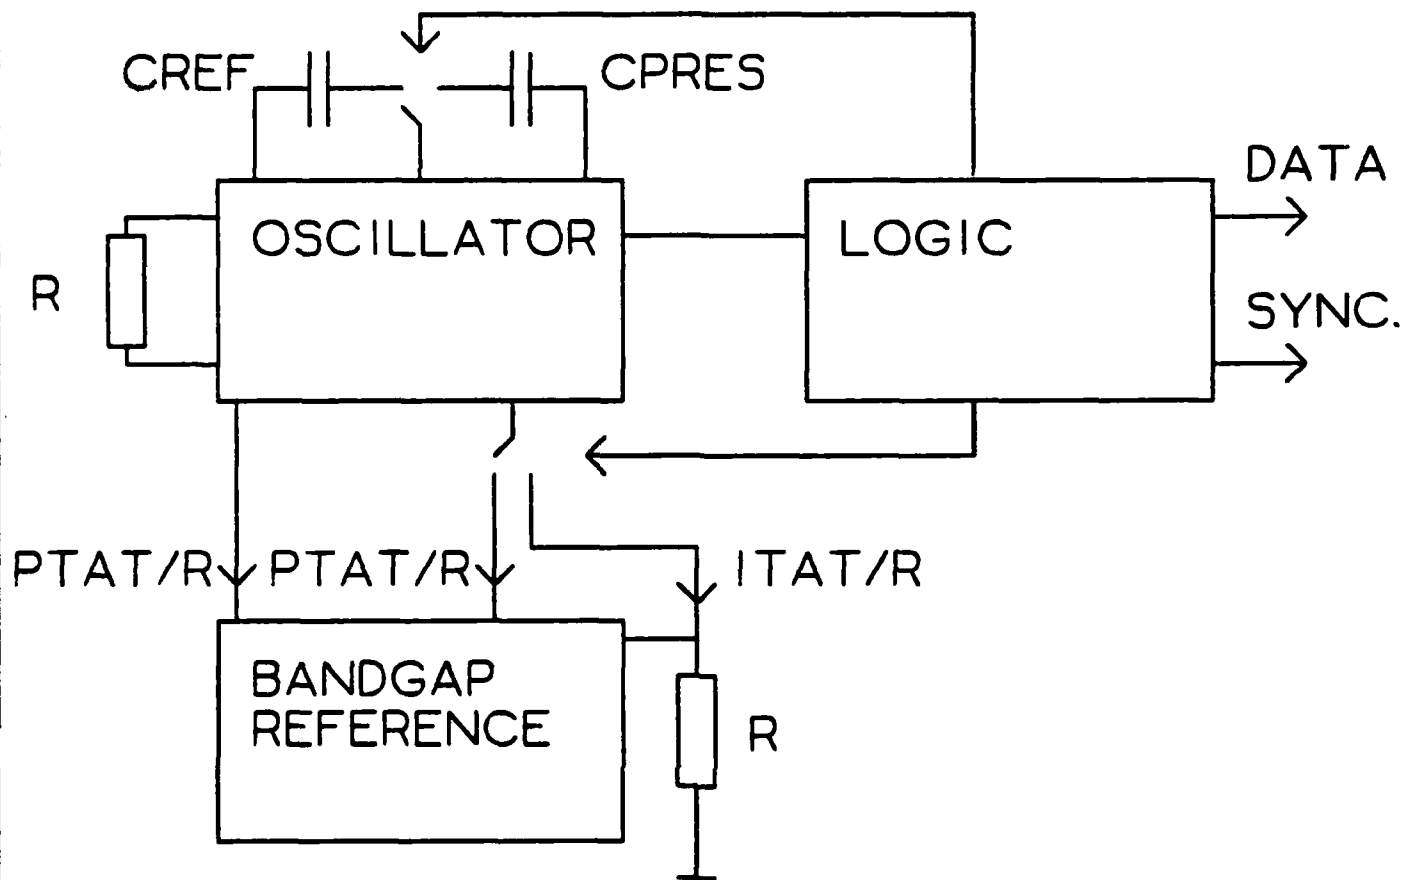 CREF
CPRES
DATA
OSCILLATOR
LOGIC
R
SYNC.
PTAT/R
PTAT/R
ITAT/R
BANDGAP
REFERENCE
R